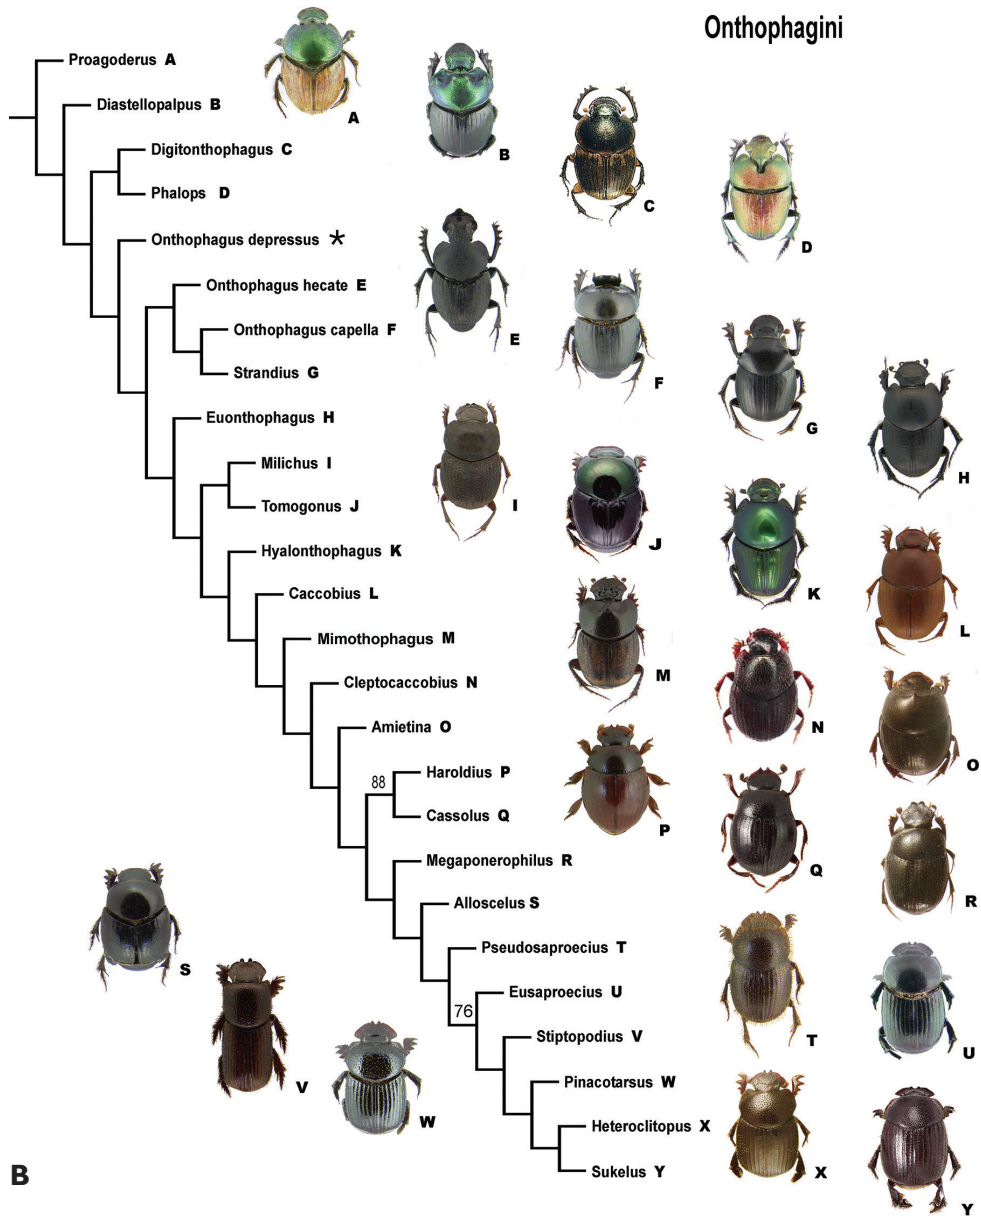 Onthophagini
Proagoderus A
Diastellopalpus B
Digitonthophagus C
Phalops D
Onthophagus depressus *
Onthophagus hecate E
Onthophagus capella F
Strandius G
Euonthophagus H
Milichus I
Tomogonus J
Hyalonthophagus K
Caccobius L
Mimothophagus M
Cleptocaccobius N
Amietina O
88
Haroldius P
Cassolus Q
Megaponerophilus R
Alloscelus S
Pseudosaproecius T
76
Eusaproecius U
Stiptopodius V
Pinacotarsus W
Heteroclitopus X
Sukelus Y
A
B
C
D
E
F
G
H
I
J
K
L
M
N
O
P
Q
R
S
T
U
V
W
X
Y
B